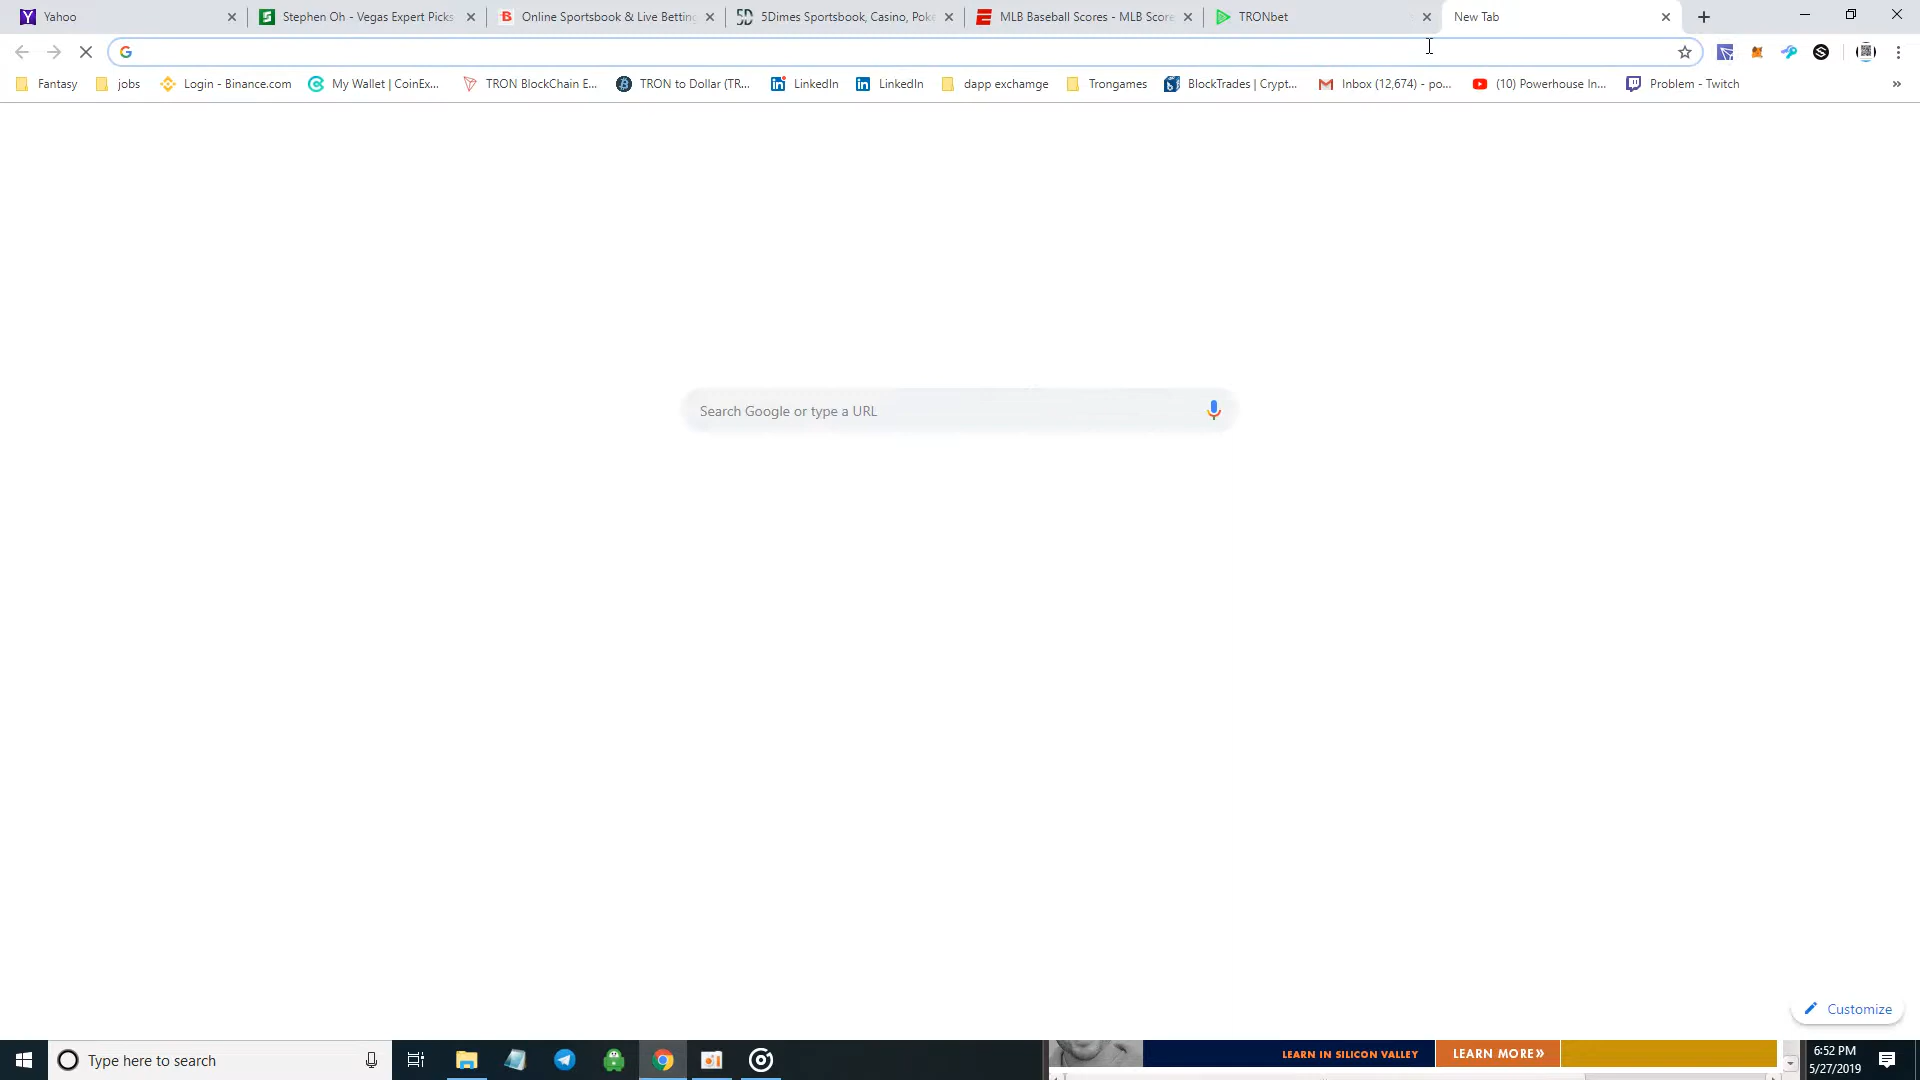 Yahoo
Stephen Oh - Vegas Expert Picks
Online Sportsbook & Live Betting
5Dimes Sportsbook, Casino, Poke
MLB Baseball Scores - MLB Score
TRONbet
New Tab
Fantasy
jobs
Login - Binance.com
My Wallet | CoinEx...
TRON BlockChain E...
TRON to Dollar (TR...
LinkedIn
LinkedIn
dapp exchamge
Trongames
BlockTrades | Crypt...
Inbox (12,674) - po...
(10) Powerhouse In...
Problem - Twitch
»
Search Google or type a URL
Customize
Type here to search
LEARN IN SILICON VALLEY
LEARN MORE»
6:52 PM
5/27/2019